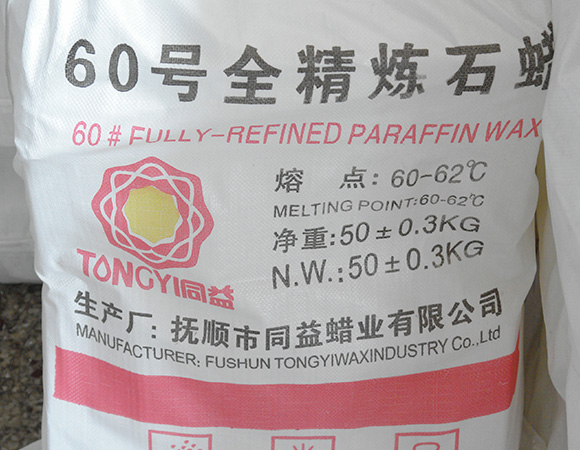 60号全精炼石蜡
60 # FULLY-REFINED PARAFFIN WAX
熔 点: 60-62℃
MELTING POINT:60-62℃
净重:50±0.3KG
N.W.:50±0.3KG
TONGYI同益
生产厂: 抚顺市同益蜡业有限公司
MANUFACTURER: FUSHUN TONGYIWAXINDUSTRY Co.,Ltd